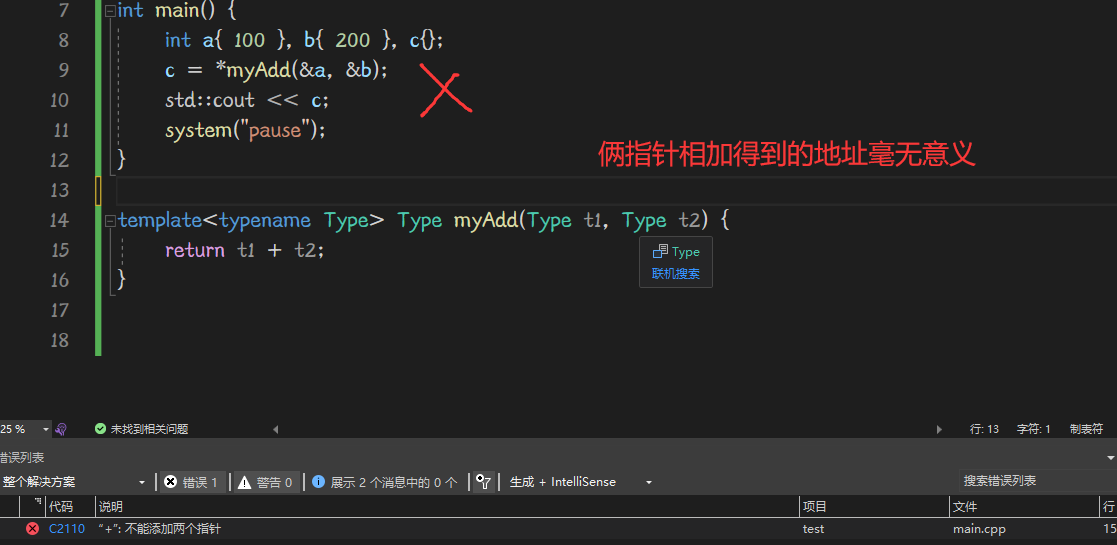 7 int main() {
8 int a{ 100 }, b{ 200 }, c{};
9 c = *myAdd(&a, &b);
10 std::cout << c;
11 system("pause");
12 }
俩指针相加得到的地址毫无意义
13
14 template<typename Type> Type myAdd(Type t1, Type t2) {
15 return t1 + t2;
Type
16 }
联机搜索
17
18
25 % 未找到相关问题 行: 13 字符: 1 制表符
错误列表
整个解决方案 错误 1 警告 0 展示 2 个消息中的 0 个 生成 + IntelliSense 搜索错误列表
代码 说明 项目 文件 行
C2110 “+”: 不能添加两个指针 test main.cpp 15